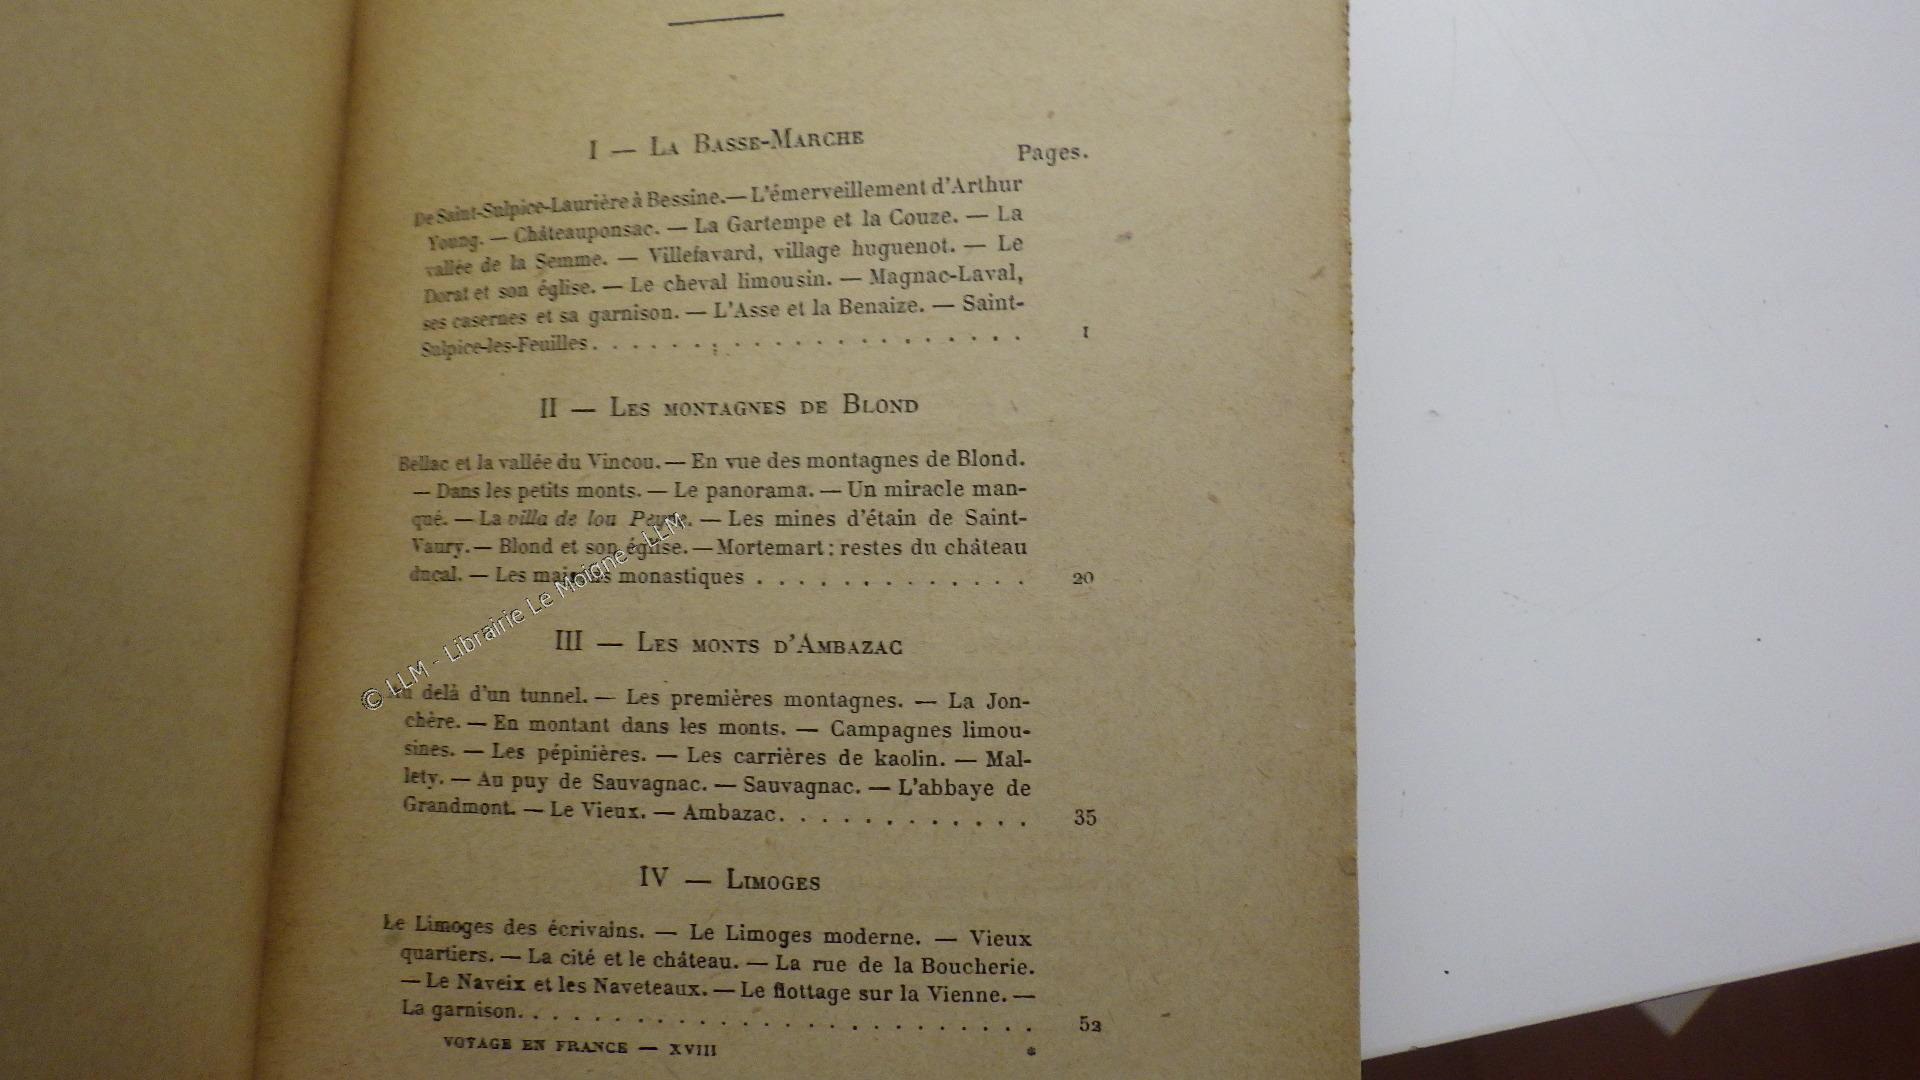 I — La Basse-Marche
Pages.
De Saint-Sulpice-Laurière à Bessine. — L'émerveillement d'Arthur
Young. — Châteauponsac. — La Gartempe et la Couze. — La
vallée de la Semme. — Villefavard, village huguenot. — Le
Dorat et son église. — Le cheval limousin. — Magnac-Laval,
ses casernes et sa garnison. — L'Asse et la Benaize. — Saint-
Sulpice-les-Feuilles. . . . . . . . . . . . . . . . . . . . . 1
II — Les montagnes de Blond
Bellac et la vallée du Vincou. — En vue des montagnes de Blond.
— Dans les petits monts. — Le panorama. — Un miracle man-
qué. — La villa de lou . — Les mines d'étain de Saint-
Vaury. — Blond et son église. — Mortemart : restes du château
ducal. — Les monastiques . . . . . . . . . . . . . 20
III — Les monts d'Ambazac
Au delà d'un tunnel. — Les premières montagnes. — La Jon-
chère. — En montant dans les monts. — Campagnes limou-
sines. — Les pépinières. — Les carrières de kaolin. — Mal-
lety. — Au puy de Sauvagnac. — Sauvagnac. — L'abbaye de
Grandmont. — Le Vieux. — Ambazac. . . . . . . . . . . . 35
IV — Limoges
Le Limoges des écrivains. — Le Limoges moderne. — Vieux
quartiers. — La cité et le château. — La rue de la Boucherie.
— Le Naveix et les Naveteaux. — Le flottage sur la Vienne. —
La garnison. . . . . . . . . . . . . . . . . . . . . . . . 52
VOYAGE EN FRANCE — XVIII *
© LLM - Librairie Le Moigne - LLM